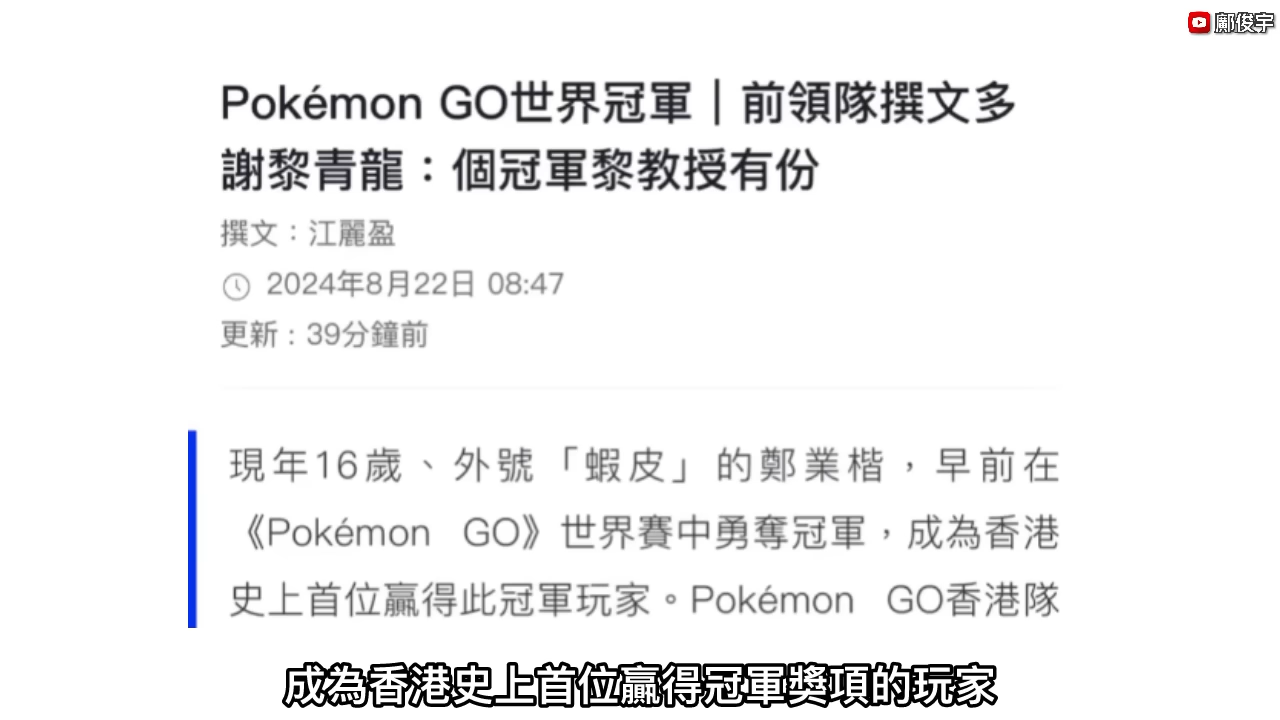 鄺俊宇
Pokémon GO世界冠軍｜前領隊撰文多
謝黎青龍：個冠軍黎教授有份
撰文：江麗盈
2024年8月22日 08:47
更新：39分鐘前
現年16歲、外號「蝦皮」的鄭業楷，早前在
《Pokémon GO》世界賽中勇奪冠軍，成為香港
史上首位贏得此冠軍玩家。Pokémon GO香港隊
成為香港史上首位贏得冠軍獎項的玩家